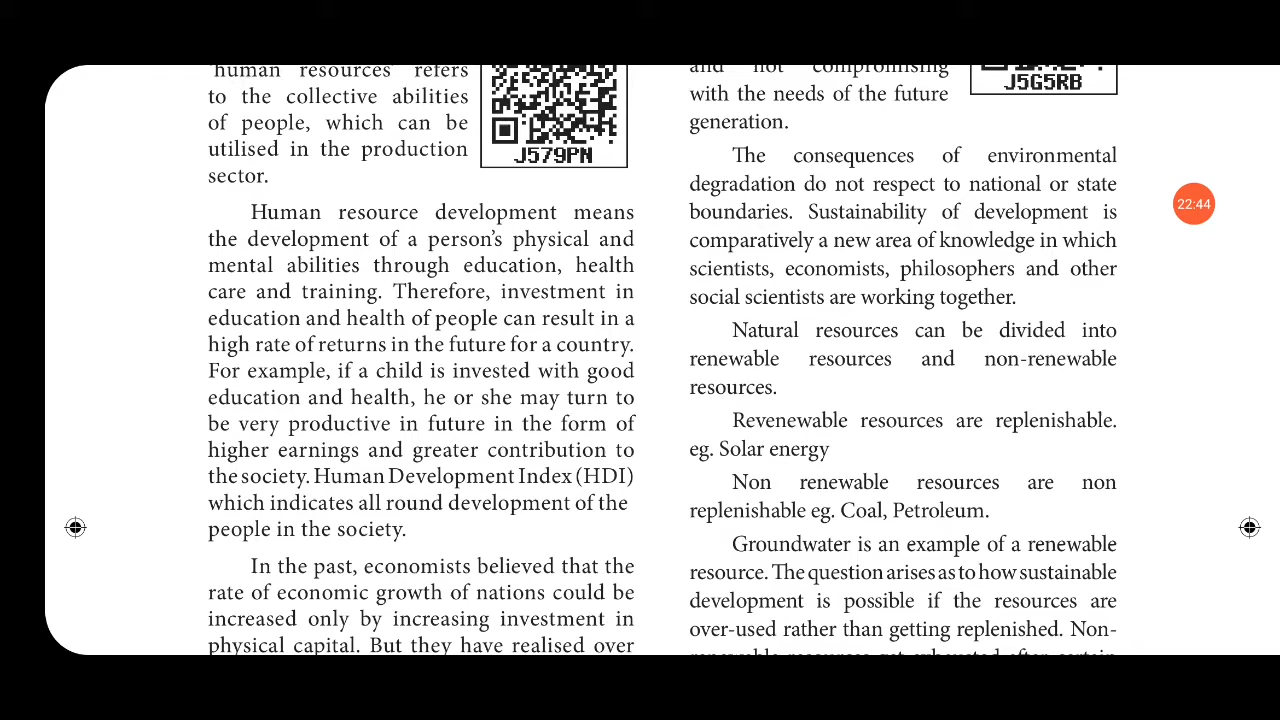 'human resources' refers
to the collective abilities
of people, which can be
utilised in the production
sector.
J579PN
Human resource development means
the development of a person's physical and
mental abilities through education, health
care and training. Therefore, investment in
education and health of people can result in a
high rate of returns in the future for a country.
For example, if a child is invested with good
education and health, he or she may turn to
be very productive in future in the form of
higher earnings and greater contribution to
the society. Human Development Index (HDI)
which indicates all round development of the
people in the society.
In the past, economists believed that the
rate of economic growth of nations could be
increased only by increasing investment in
physical capital. But they have realised over
and not compromising
with the needs of the future
generation.
J5G5RB
The consequences of environmental
degradation do not respect to national or state
boundaries. Sustainability of development is
comparatively a new area of knowledge in which
scientists, economists, philosophers and other
social scientists are working together.
Natural resources can be divided into
renewable resources and non-renewable
resources.
Revenewable resources are replenishable.
eg. Solar energy
Non renewable resources are non
replenishable eg. Coal, Petroleum.
Groundwater is an example of a renewable
resource. The question arises as to how sustainable
development is possible if the resources are
over-used rather than getting replenished. Non-
renewable resources get exhausted after certain
22:44